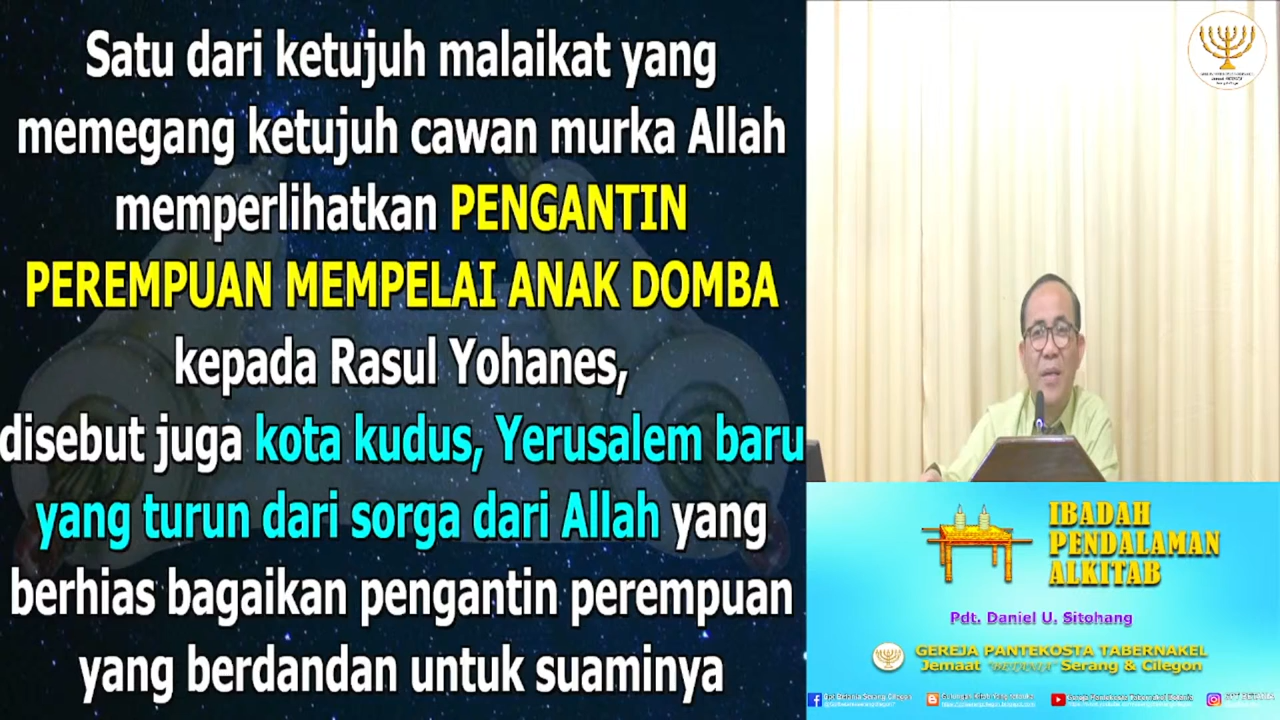 Satu dari ketujuh malaikat yang
memegang ketujuh cawan murka Allah
memperlihatkan PENGANTIN
PEREMPUAN MEMPELAI ANAK DOMBA
kepada Rasul Yohanes,
disebut juga kota kudus, Yerusalem baru
yang turun dari sorga dari Allah yang
berhias bagaikan pengantin perempuan
yang berdandan untuk suaminya
IBADAH
PENDALAMAN
ALKITAB
Pdt. Daniel U. Sitohang
GEREJA PANTEKOSTA TABERNAKEL
Jemaat "BETANIA" Serang & Cilegon